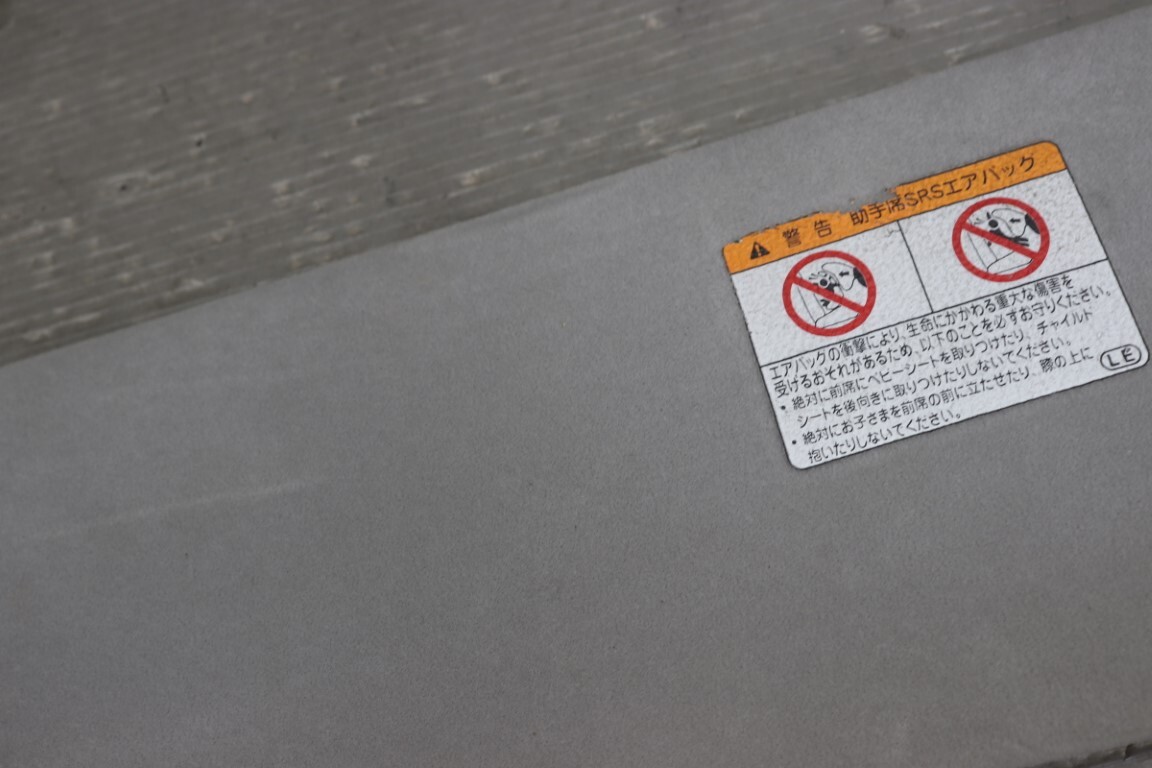 警告 助手席SRSエアバッグ
エアバッグの衝撃により、生命にかかわる重大な傷害を
受けるおそれがあるため、以下のことを必ずお守りください。
・絶対に前席にベビーシートを取りつけたり、チャイルド
シートを後向きに取りつけたりしないでください。
・絶対にお子さまを前席の前に立たせたり、膝の上に
抱いたりしないでください。
LE